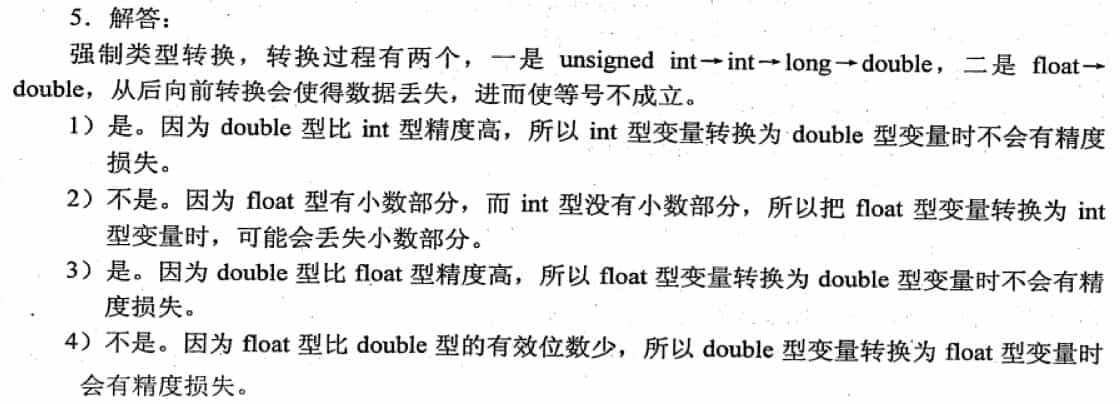 5．解答：
强制类型转换，转换过程有两个，一是 unsigned int→int→long→double，二是 float→
double，从后向前转换会使得数据丢失，进而使等号不成立。
1）是。因为 double 型比 int 型精度高，所以 int 型变量转换为 double 型变量时不会有精度
损失。
2）不是。因为 float 型有小数部分，而 int 型没有小数部分，所以把 float 型变量转换为 int
型变量时，可能会丢失小数部分。
3）是。因为 double 型比 float 型精度高，所以 float 型变量转换为 double 型变量时不会有精
度损失。
4）不是。因为 float 型比 double 型的有效位数少，所以 double 型变量转换为 float 型变量时
会有精度损失。